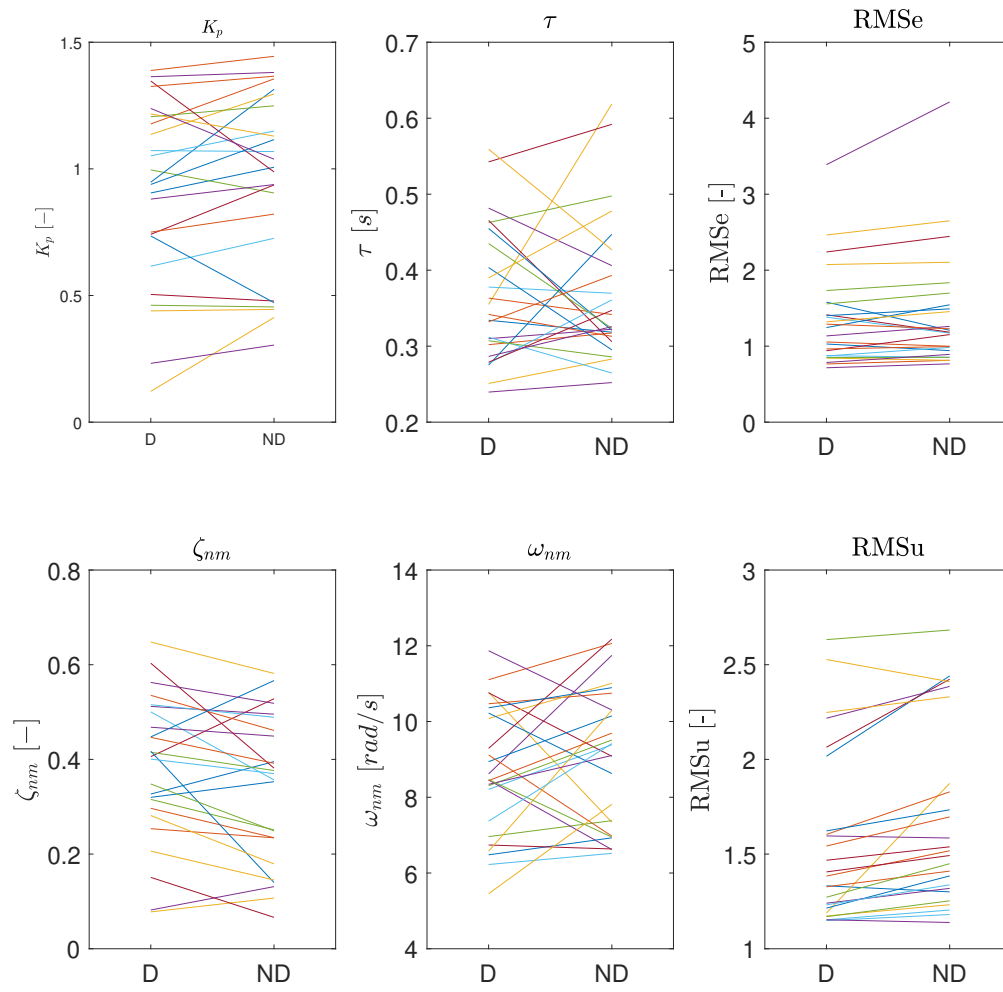 K_p
K_p [−]
1.5
1
0.5
0
D
ND
τ
τ [s]
0.7
0.6
0.5
0.4
0.3
0.2
D
ND
RMSe
RMSe [-]
5
4
3
2
1
0
D
ND
ζ_nm
ζ_nm [−]
0.8
0.6
0.4
0.2
0
D
ND
ω_nm
ω_nm [rad/s]
14
12
10
8
6
4
D
ND
RMSu
RMSu [-]
3
2.5
2
1.5
1
D
ND